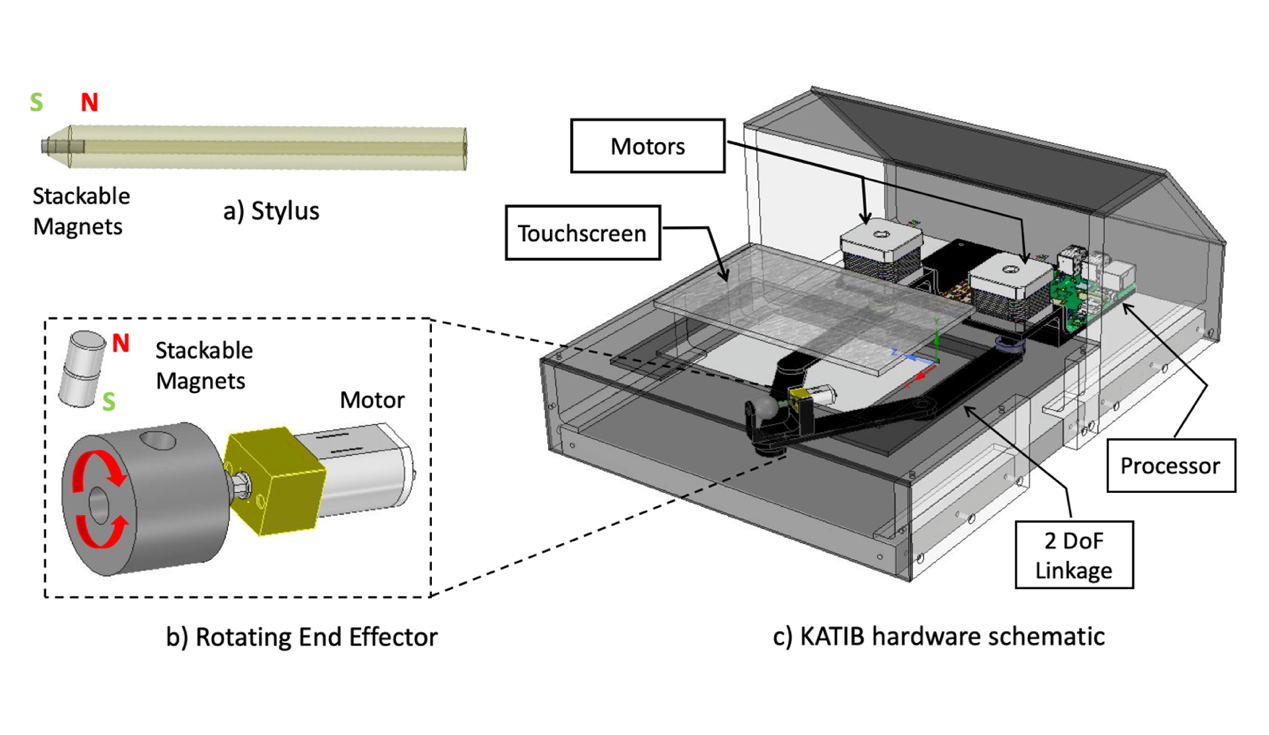 S N
Stackable
Magnets
a) Stylus
N
S
Stackable
Magnets
Motor
b) Rotating End Effector
Motors
Touchscreen
Processor
2 DoF
Linkage
c) KATIB hardware schematic